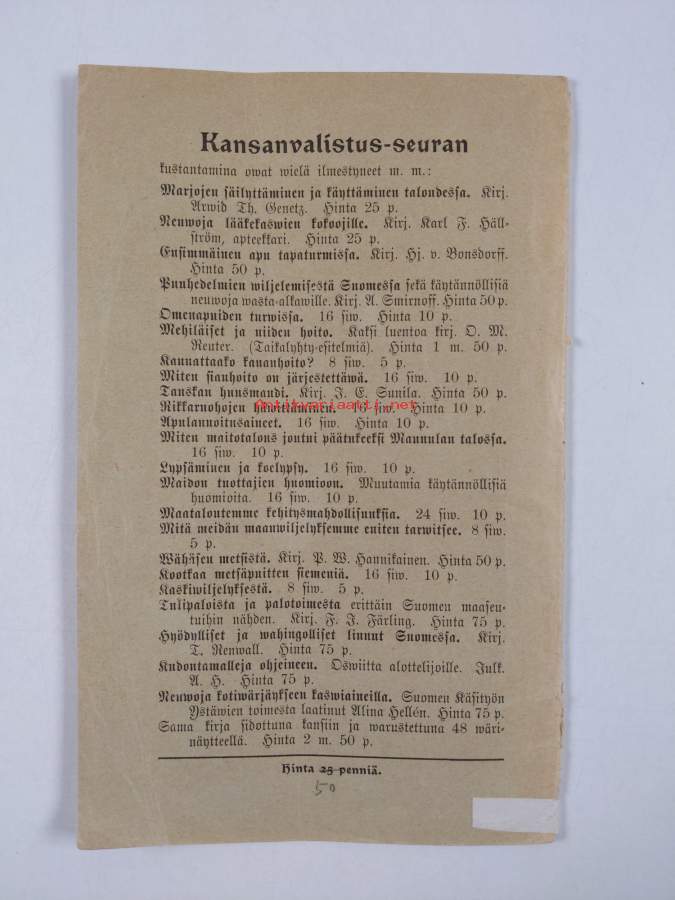 Kansanvalistus-seuran
kustantamina owat wielä ilmestyneet m. m.:
Marjojen säilyttäminen ja käyttäminen taloudessa. Kirj.
Arwid Th. Genetz. Hinta 25 p.
Neuwoja lääkekaswien kokoojille. Kirj. Karl F. Häll-
ström, apteekkari. Hinta 25 p.
Ensimmäinen apu tapaturmissa. Kirj. Hj. v. Bonsdorff.
Hinta 50 p.
Puuhedelmien wiljelemisestä Suomessa sekä käytännöllisiä
neuwoja wasta-alkawille. Kirj. A. Smirnoff. Hinta 50 p.
Omenapuiden turwissa. 16 siw. Hinta 10 p.
Mehiläiset ja niiden hoito. Kaksi luentoa kirj. O. M.
Reuter. (Taikalyhty-esitelmiä). Hinta 1 m. 50 p.
Kannattaako kananhoito? 8 siw. 5 p.
Miten sianhoito on järjestettäwä. 16 siw. 10 p.
Tanskan huusmandi. Kirj. J. E. Sunila. Hinta 50 p.
Rikkaruohojen häwittäminen. 16 siw. Hinta 10 p.
antikvariaatti.net
Apulannoitusaineet. 16 siw. Hinta 10 p.
Miten maitotalous joutui päätukeeksi Maunulan talossa.
16 siw. 10 p.
Lypsäminen ja koelypsy. 16 siw. 10 p.
Maidon tuottajien huomioon. Muutamia käytännöllisiä
huomioita. 16 siw. 10 p.
Maataloutemme kehitysmahdollisuuksia. 24 siw. 10 p.
Mitä meidän maanwiljelyksemme eniten tarwitsee. 8 siw.
5 p.
Wähäsen metsistä. Kirj. P. W. Hannikainen. Hinta 50 p.
Kootkaa metsäpuitten siemeniä. 16 siw. 10 p.
Kaskiwiljelyksestä. 8 siw. 5 p.
Tulipaloista ja palotoimesta erittäin Suomen maaseu-
tuihin nähden. Kirj. F. J. Färling. Hinta 75 p.
Hyödylliset ja wahingolliset linnut Suomessa. Kirj.
T. Renwall. Hinta 75 p.
Kudontamalleja ohjeineen. Oswiitta alottelijoille. Julk.
A. H. Hinta 75 p.
Neuwoja kotiwärjäykseen kaswiaineilla. Suomen Käsityön
Ystäwien toimesta laatinut Alina Hellén. Hinta 75 p.
Sama kirja sidottuna kansiin ja warustettuna 48 wäri-
näytteellä. Hinta 2 m. 50 p.
Hinta 25 penniä.
50